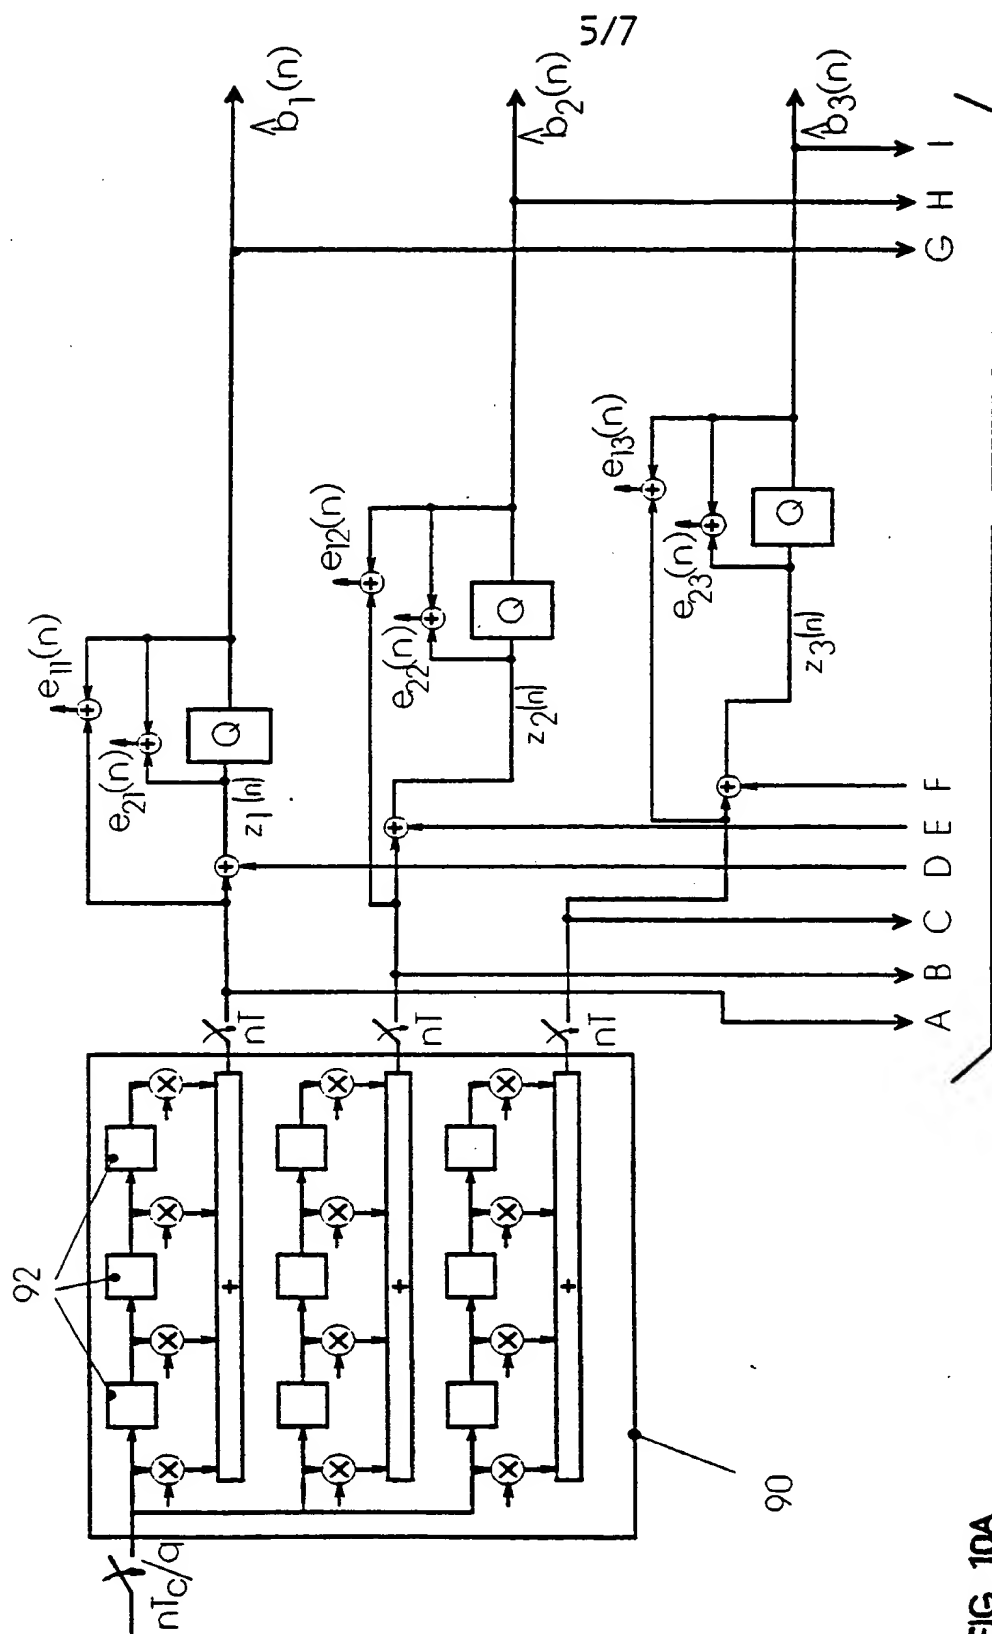 5/7
b̂₁(n)
b̂₂(n)
b̂₃(n)
G
H
I
e₁₁(n)
e₂₁(n)
Q
z₁(n)
e₁₂(n)
e₂₂(n)
Q
z₂(n)
e₁₃(n)
e₂₃(n)
Q
z₃(n)
A
B
C
D
E
F
nT
nT
nT
92
+
+
+
90
nTc/q
FIG. 10A